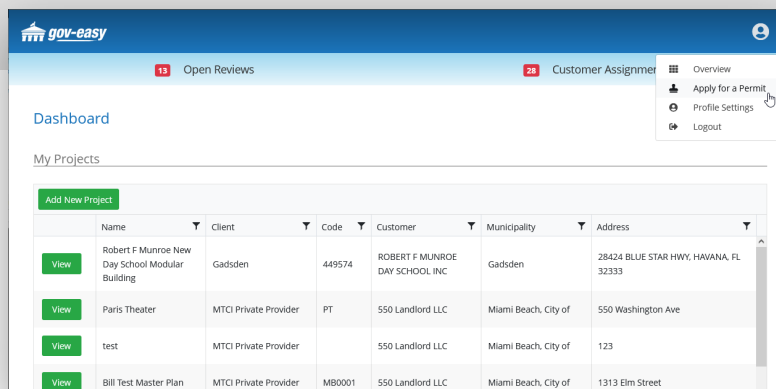 gov-easy
13 Open Reviews
28 Customer Assignmen
Overview
Apply for a Permit
Profile Settings
Logout
Dashboard
My Projects
Add New Project
Name Client Code Customer Municipality Address
View Robert F Munroe New Day School Modular Building Gadsden 449574 ROBERT F MUNROE DAY SCHOOL INC Gadsden 28424 BLUE STAR HWY, HAVANA, FL 32333
View Paris Theater MTCI Private Provider PT 550 Landlord LLC Miami Beach, City of 550 Washington Ave
View test MTCI Private Provider 550 Landlord LLC Miami Beach, City of 123
View Bill Test Master Plan MTCI Private Provider MB0001 550 Landlord LLC Miami Beach, City of 1313 Elm Street